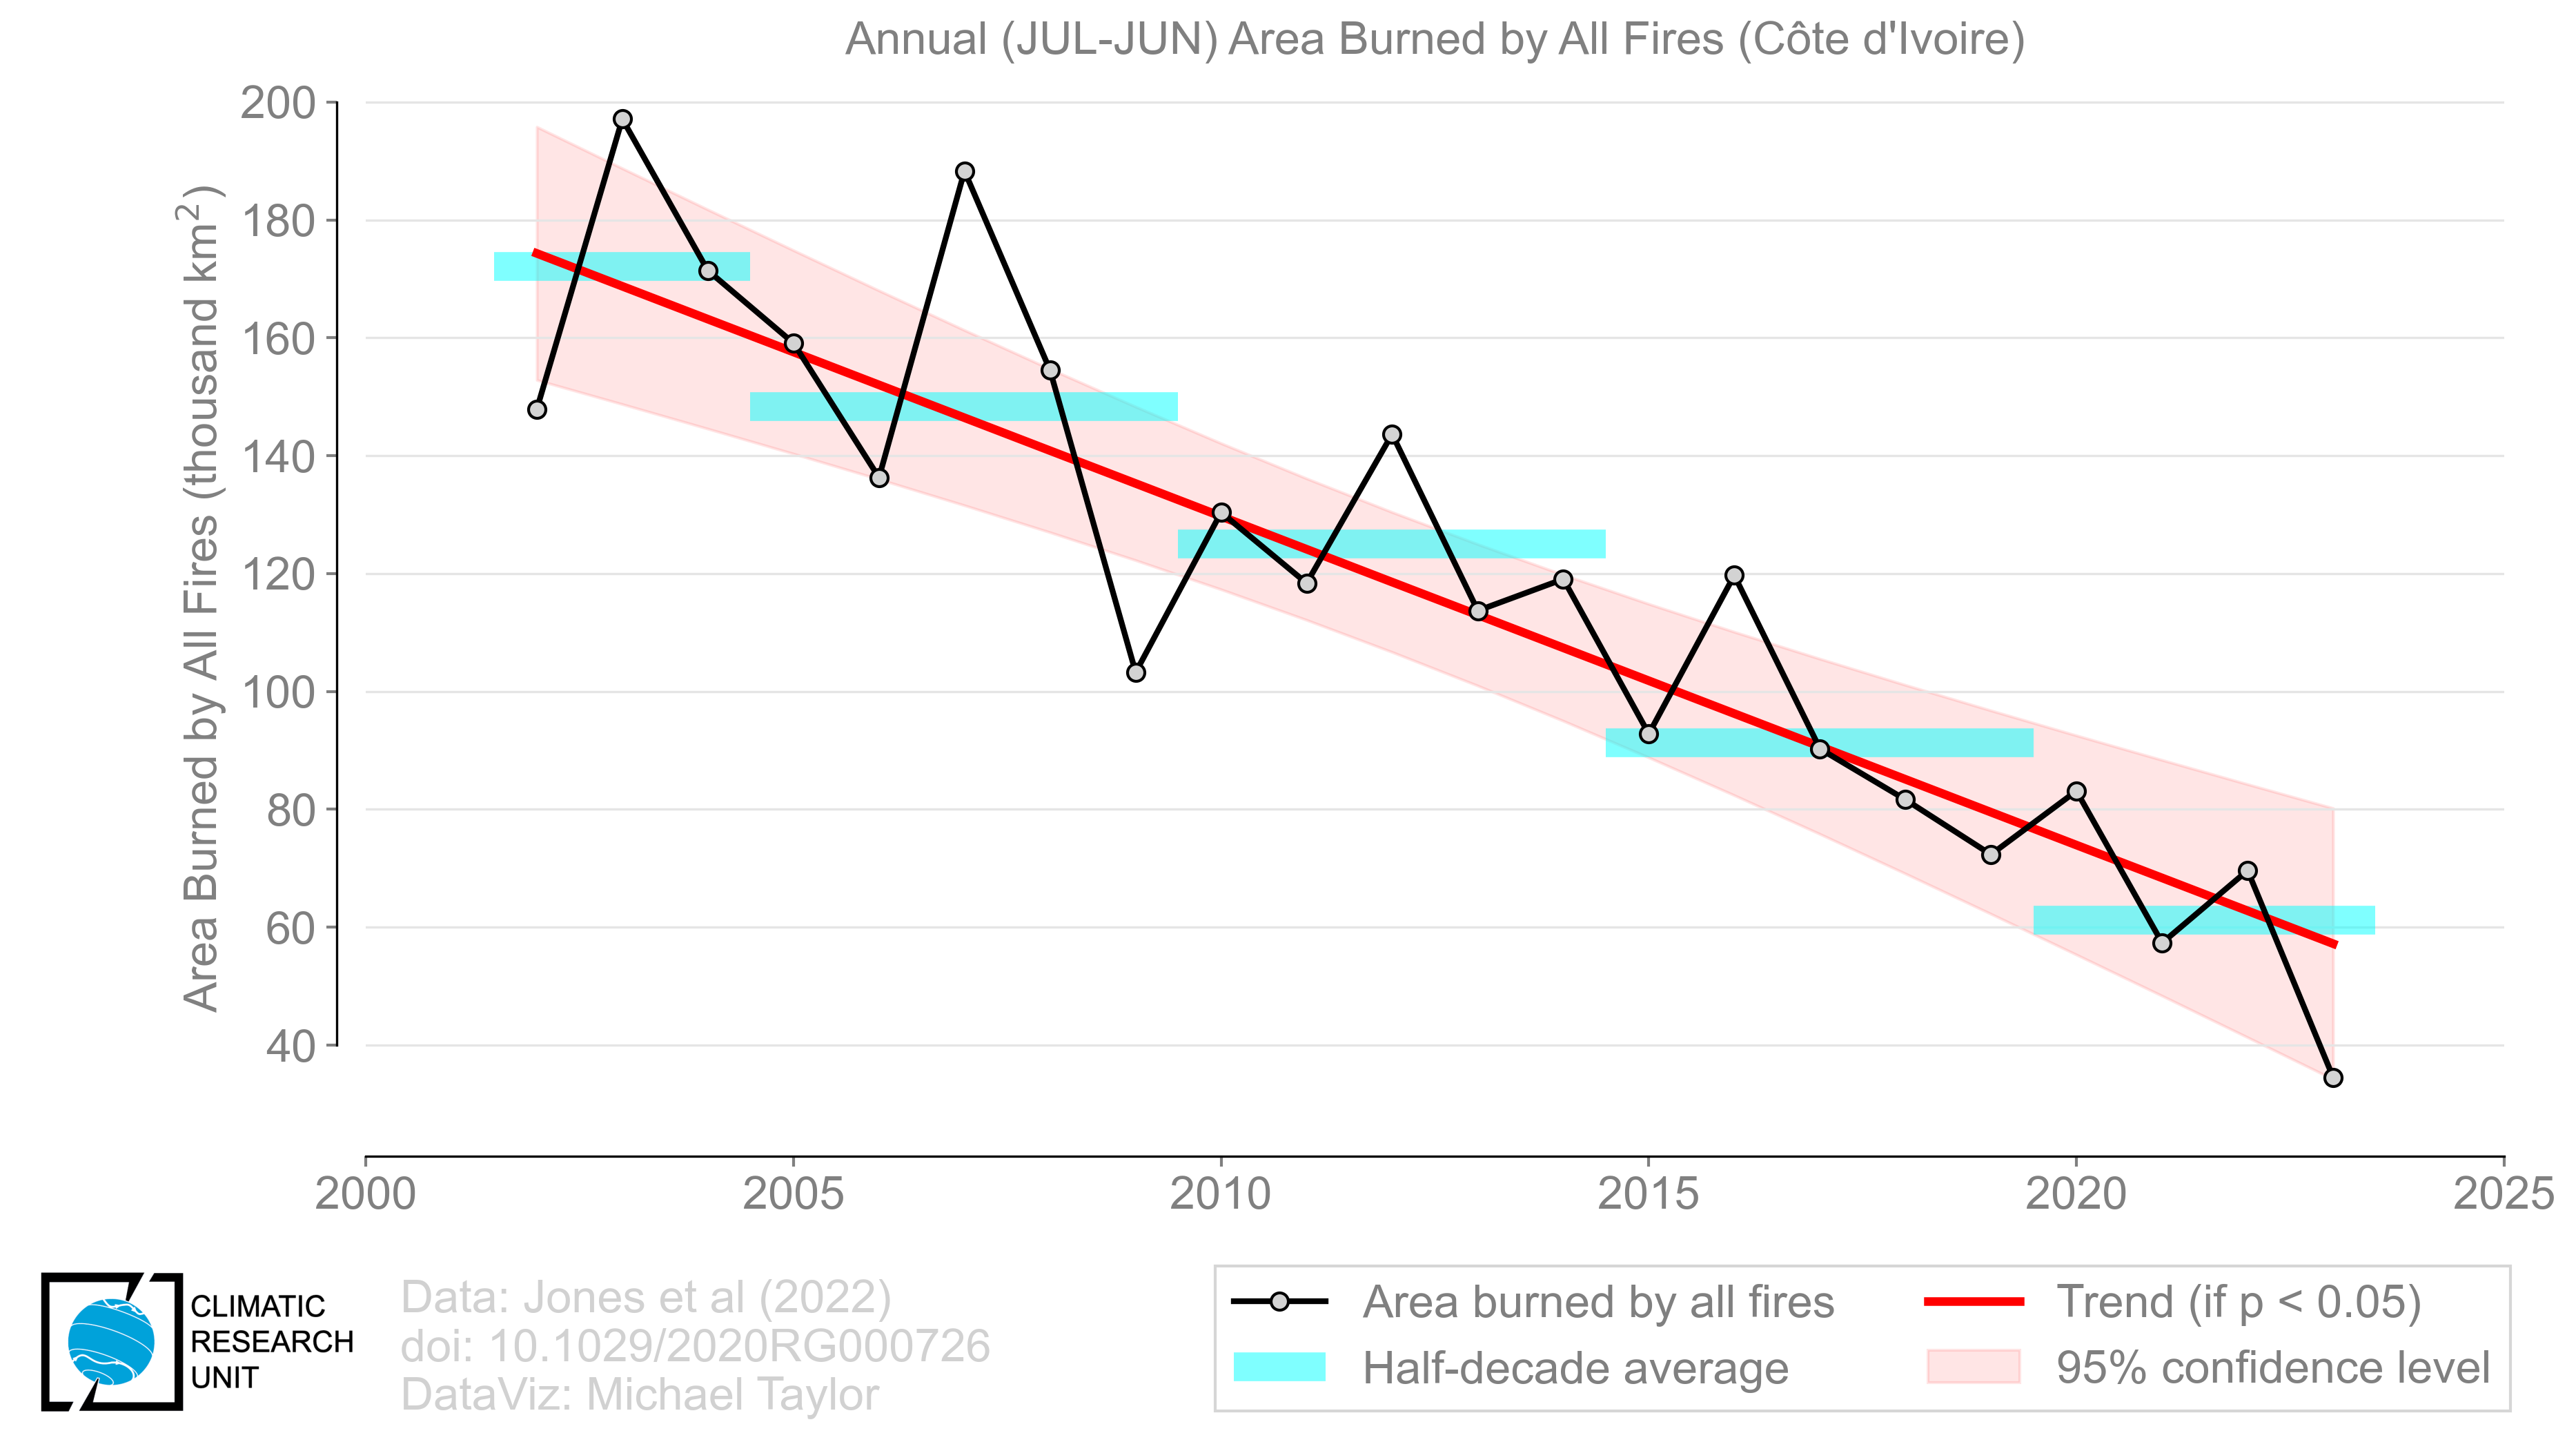 Annual (JUL-JUN) Area Burned by All Fires (Côte d'Ivoire)
Area Burned by All Fires (thousand km²)
200
180
160
140
120
100
80
60
40
2000 2005 2010 2015 2020 2025
CLIMATIC
RESEARCH
UNIT
Data: Jones et al (2022)
doi: 10.1029/2020RG000726
DataViz: Michael Taylor
Area burned by all fires
Half-decade average
Trend (if p < 0.05)
95% confidence level